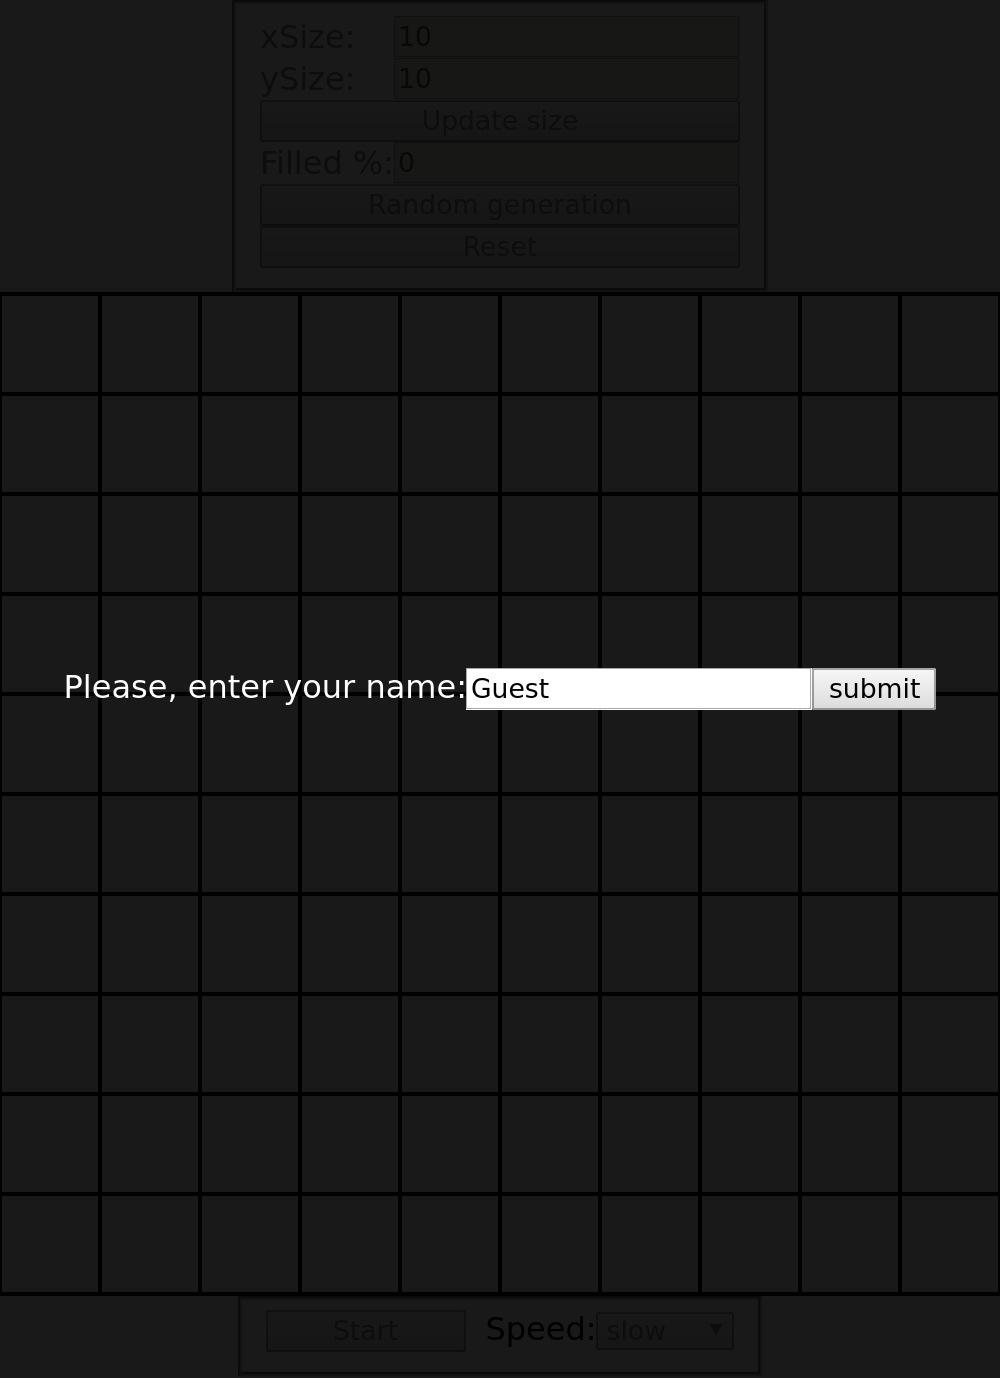 xSize: 10
ySize: 10
Update size
Filled %: 0
Random generation
Reset
Please, enter your name: Guest submit
Start Speed: slow